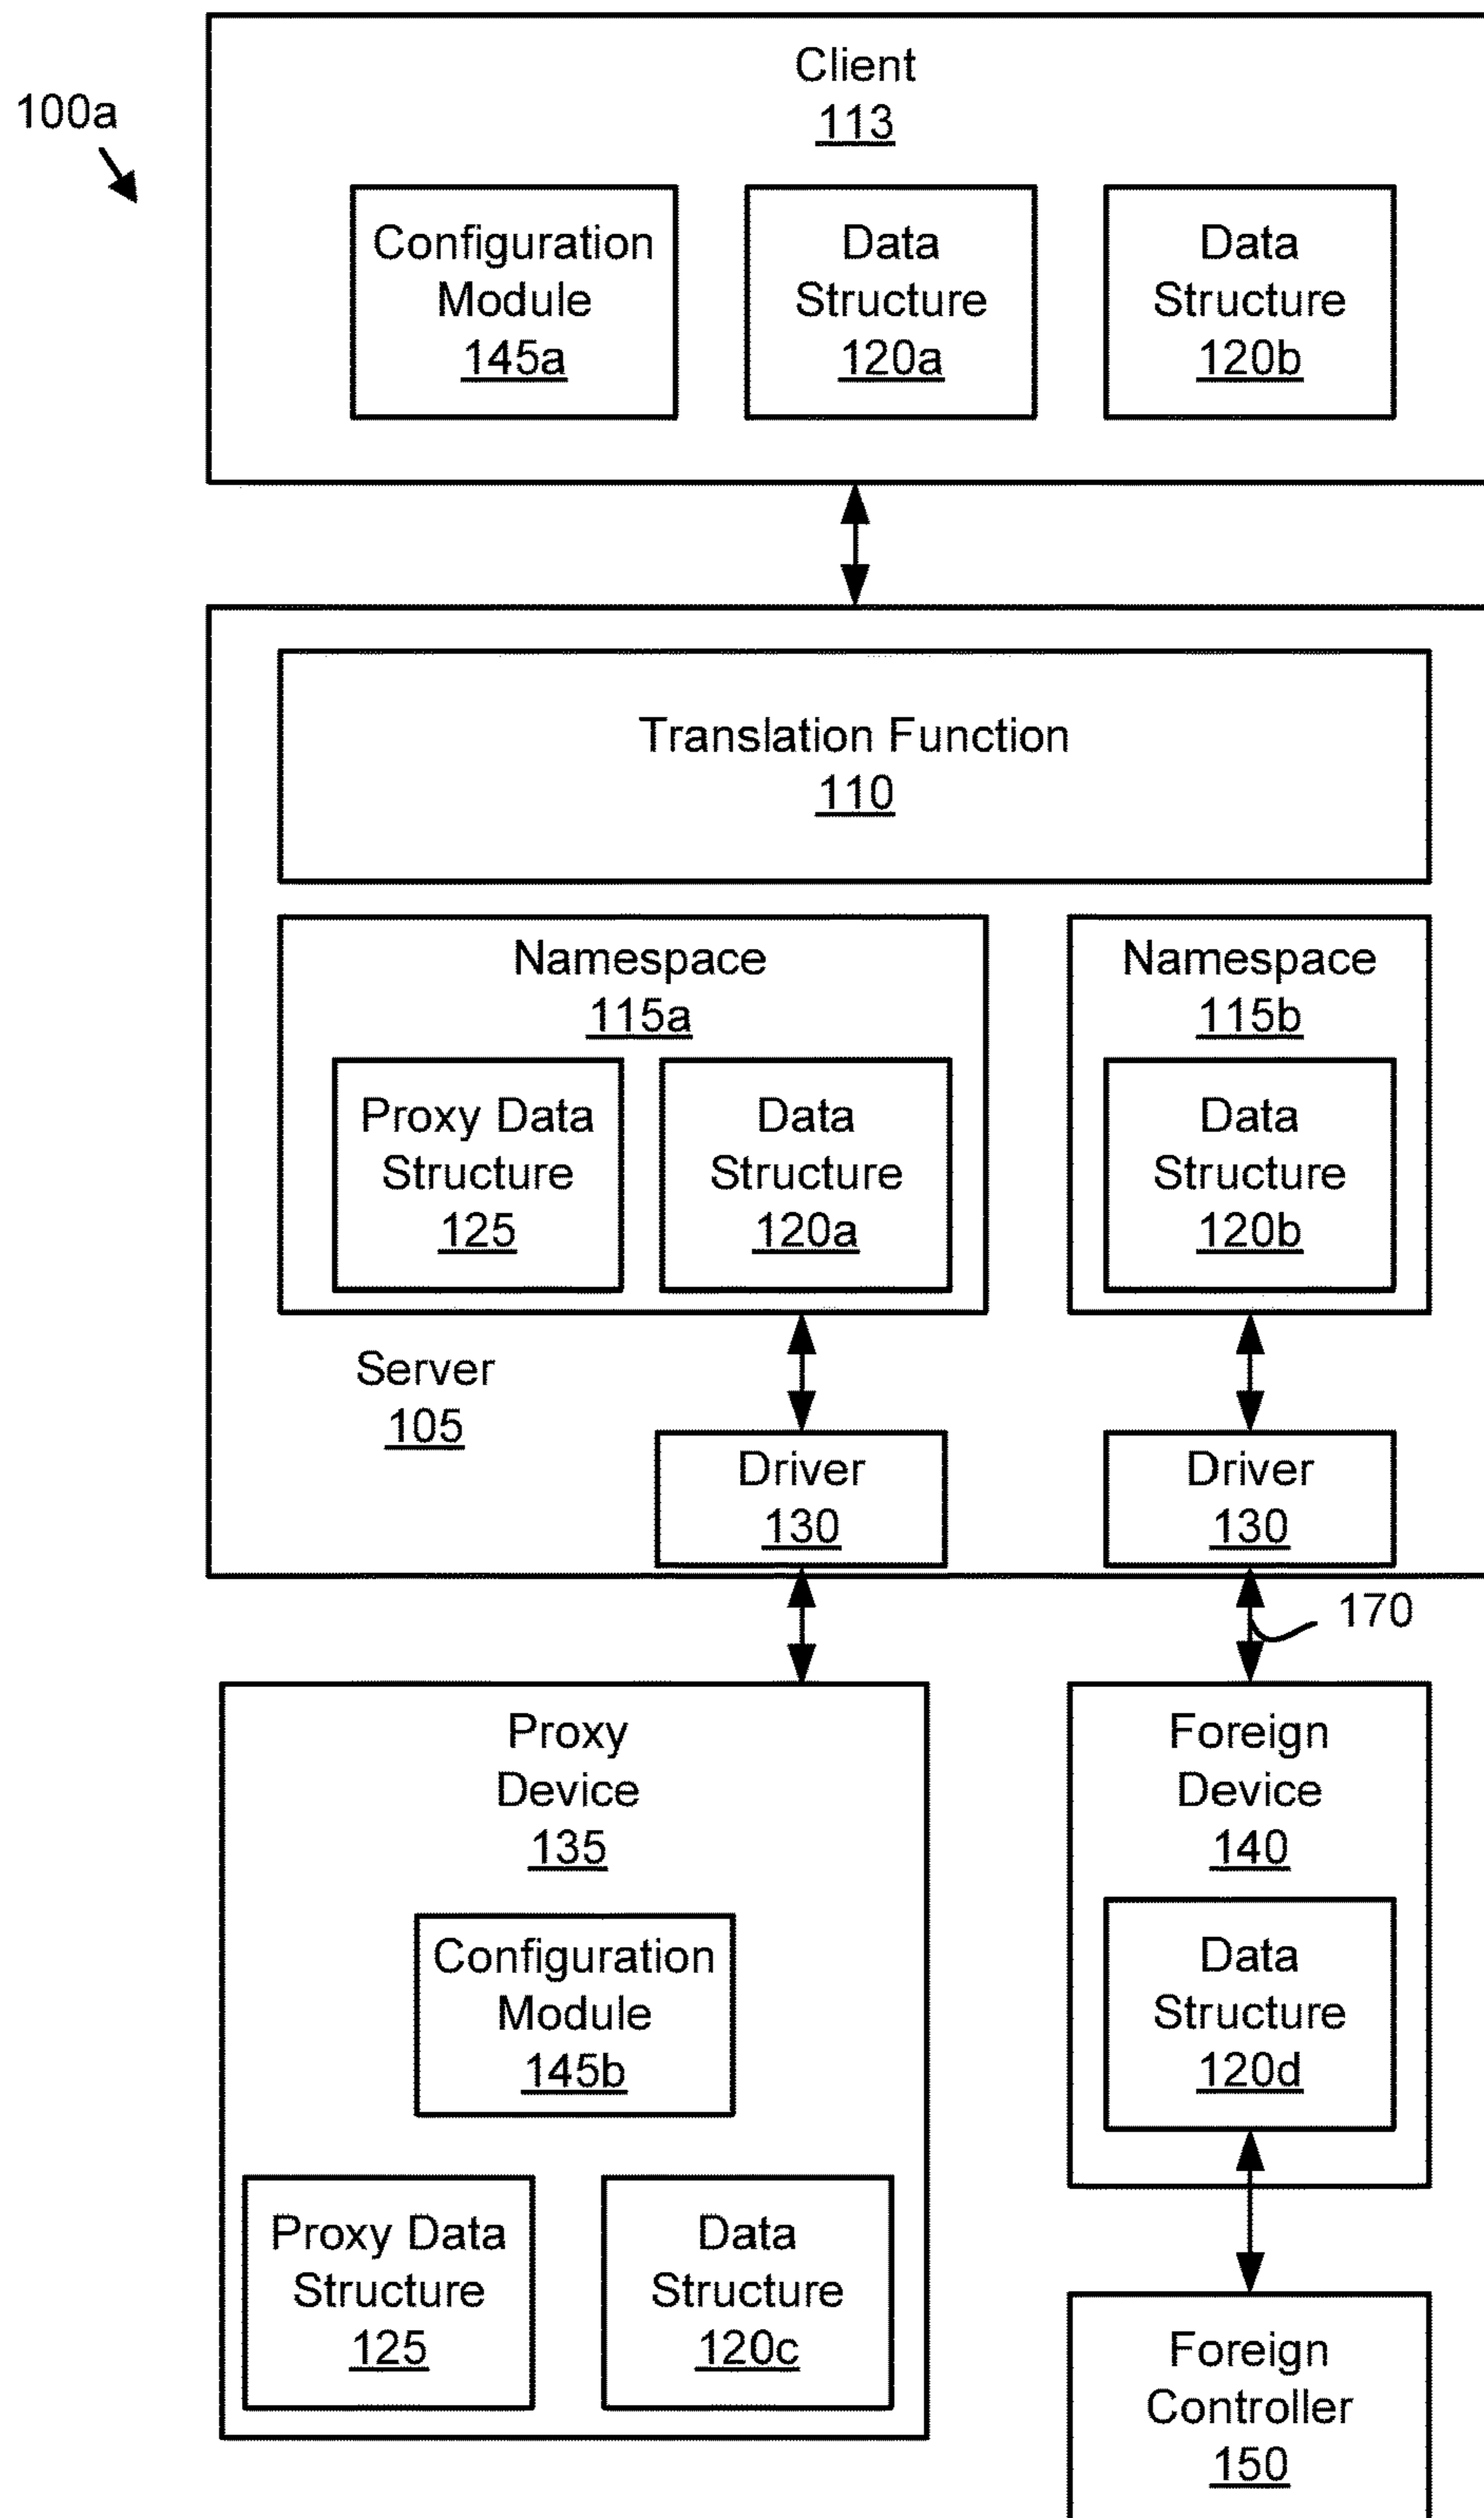 100a
Client
113
Configuration
Module
145a
Data
Structure
120a
Data
Structure
120b
Translation Function
110
Namespace
115a
Proxy Data
Structure
125
Data
Structure
120a
Namespace
115b
Data
Structure
120b
Server
105
Driver
130
Driver
130
170
Proxy
Device
135
Configuration
Module
145b
Proxy Data
Structure
125
Data
Structure
120c
Foreign
Device
140
Data
Structure
120d
Foreign
Controller
150